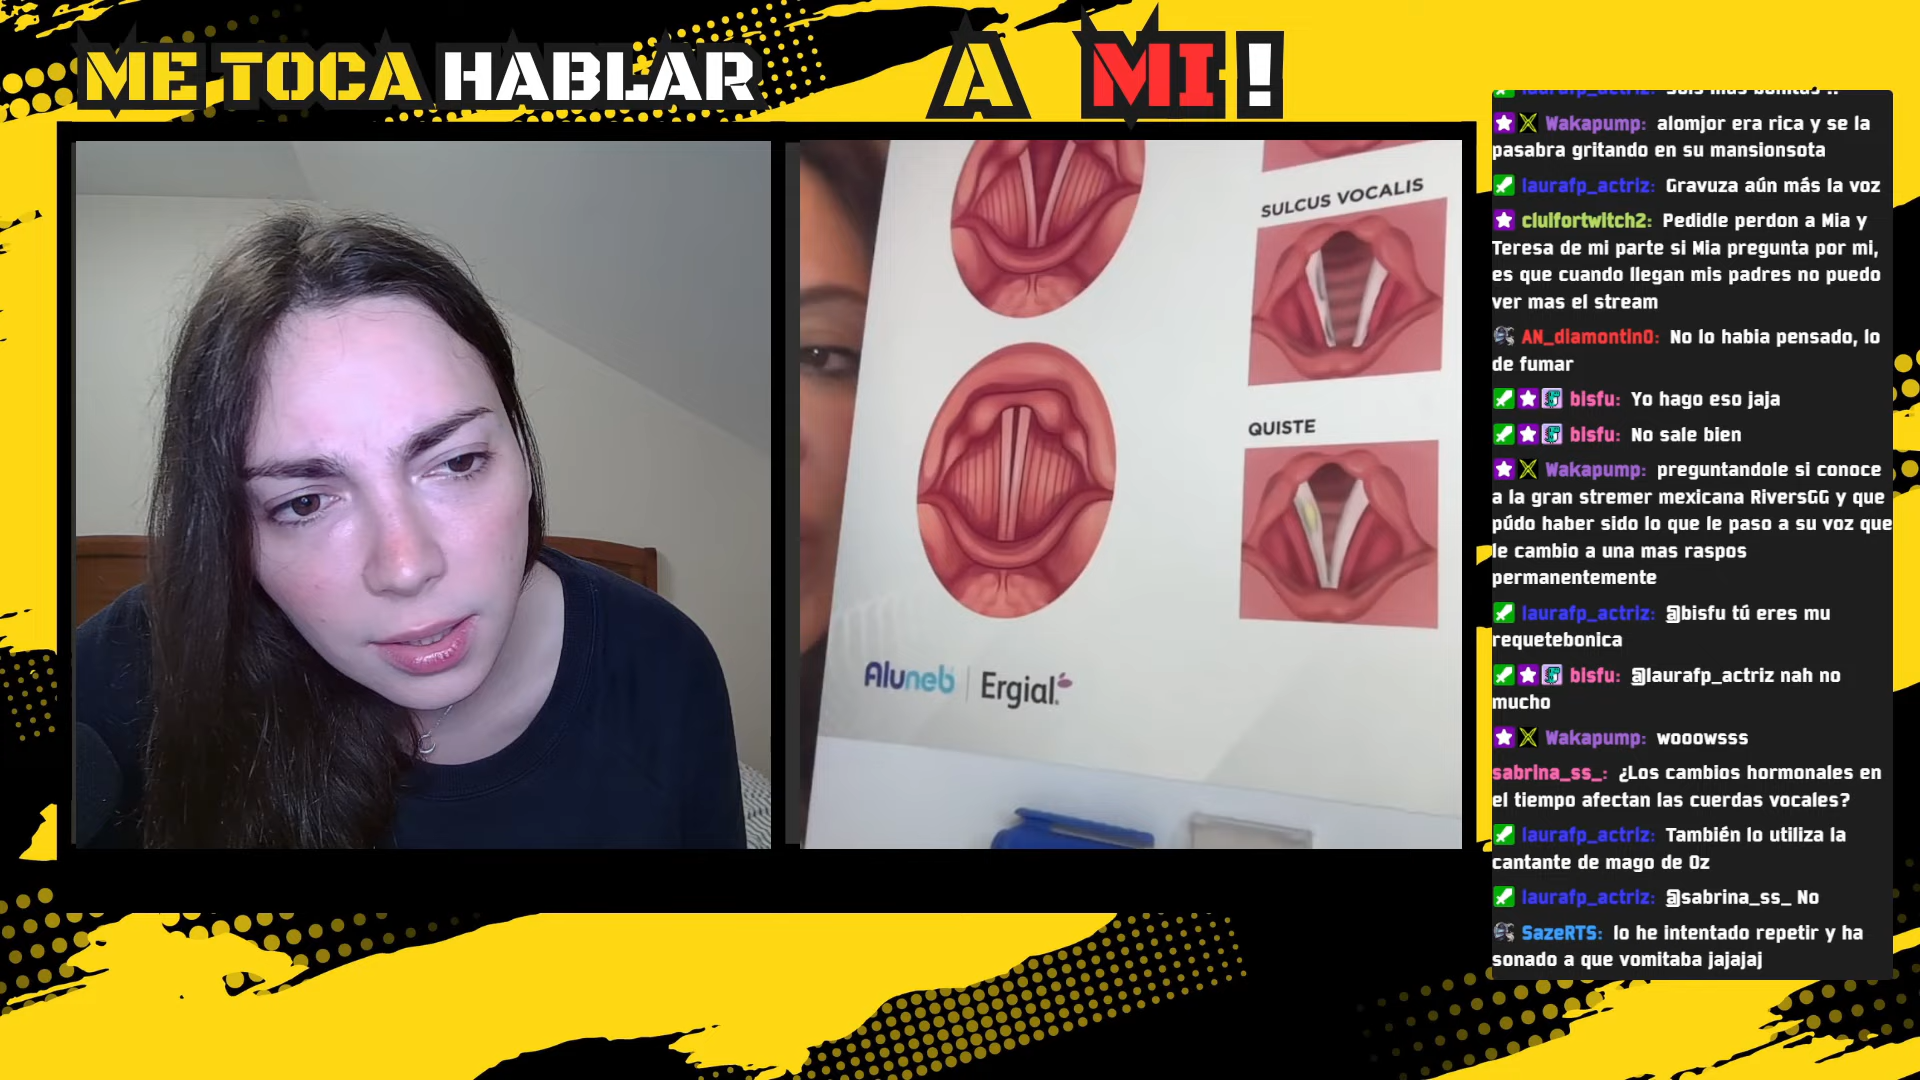 ME TOCA HABLAR A MI!
SULCUS VOCALIS
QUISTE
Aluneb | Ergial
laurafp_actriz:
Wakapump: alomjor era rica y se la
pasabra gritando en su mansionsota
laurafp_actriz: Gravuza aún más la voz
cluifortwitch2: Pedidle perdon a Mia y
Teresa de mi parte si Mia pregunta por mi,
es que cuando llegan mis padres no puedo
ver mas el stream
AN_diamontin0: No lo habia pensado, lo
de fumar
bisfu: Yo hago eso jaja
bisfu: No sale bien
Wakapump: preguntandole si conoce
a la gran stremer mexicana RiversGG y que
púdo haber sido lo que le paso a su voz que
le cambio a una mas raspos
permanentemente
laurafp_actriz: @bisfu tú eres mu
requetebonica
bisfu: @laurafp_actriz nah no
mucho
Wakapump: wooowsss
sabrina_ss_: ¿Los cambios hormonales en
el tiempo afectan las cuerdas vocales?
laurafp_actriz: También lo utiliza la
cantante de mago de Oz
laurafp_actriz: @sabrina_ss_ No
SazeRTS: lo he intentado repetir y ha
sonado a que vomitaba jajajaj